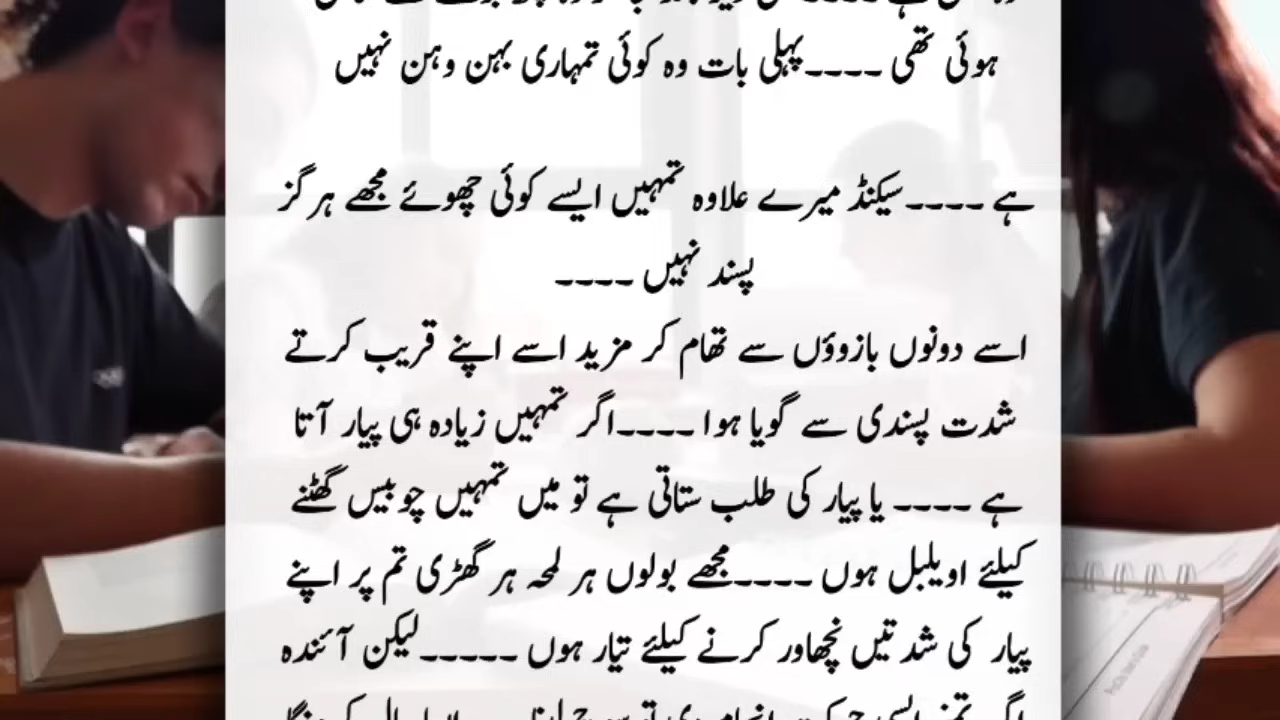 ہوئی تھی ----پہلی بات وہ کوئی تمہاری بہن وہن نہیں
ہے ----سیکنڈ میرے علاوہ تمہیں ایسے کوئی چھوئے مجھے ہرگز
پسند نہیں ----
اسے دونوں بازوؤں سے تھام کر مزید اسے اپنے قریب کرتے
شدت پسندی سے گویا ہوا ----اگر تمہیں زیادہ ہی پیار آتا
ہے ---- یا پیار کی طلب ستاتی ہے تو میں تمہیں چوبیس گھٹنے
کیلئے اویلبل ہوں ----مجھے بولوں ہر لمحہ ہر گھڑی تم پر اپنے
پیار کی شدتیں نچھاور کرنے کیلئے تیار ہوں -----لیکن آئندہ